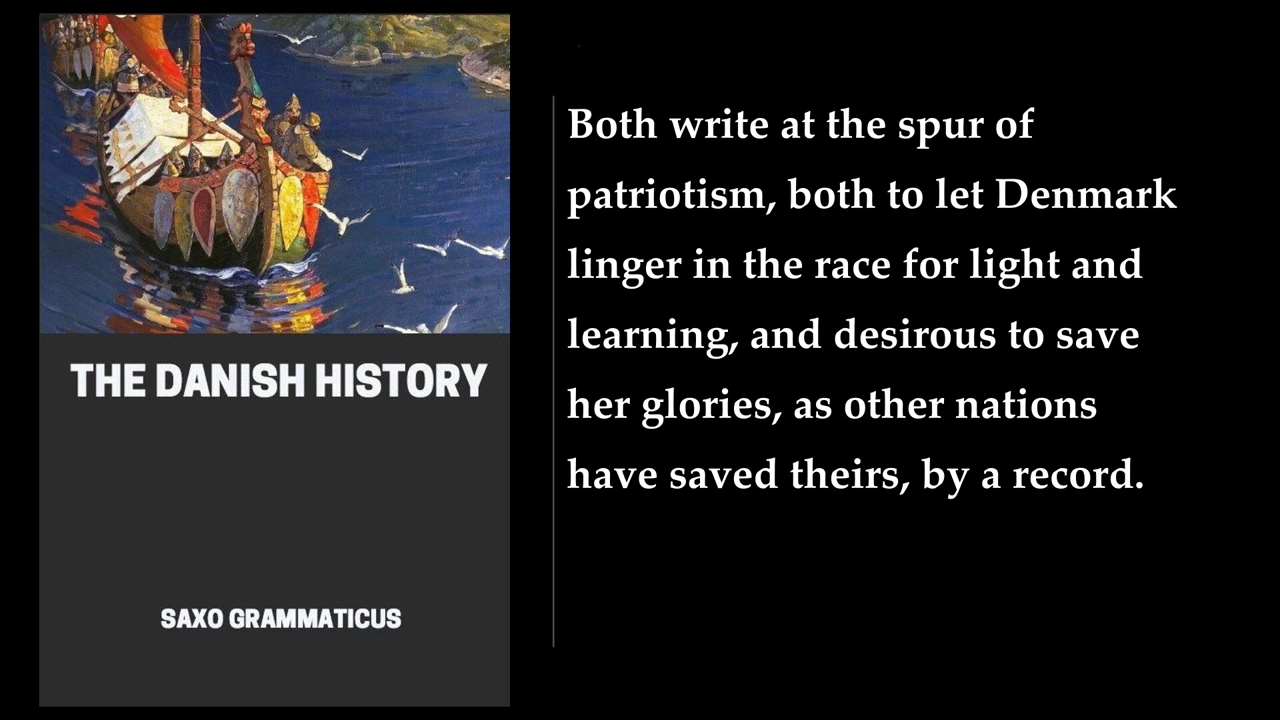 THE DANISH HISTORY
SAXO GRAMMATICUS
Both write at the spur of
patriotism, both to let Denmark
linger in the race for light and
learning, and desirous to save
her glories, as other nations
have saved theirs, by a record.